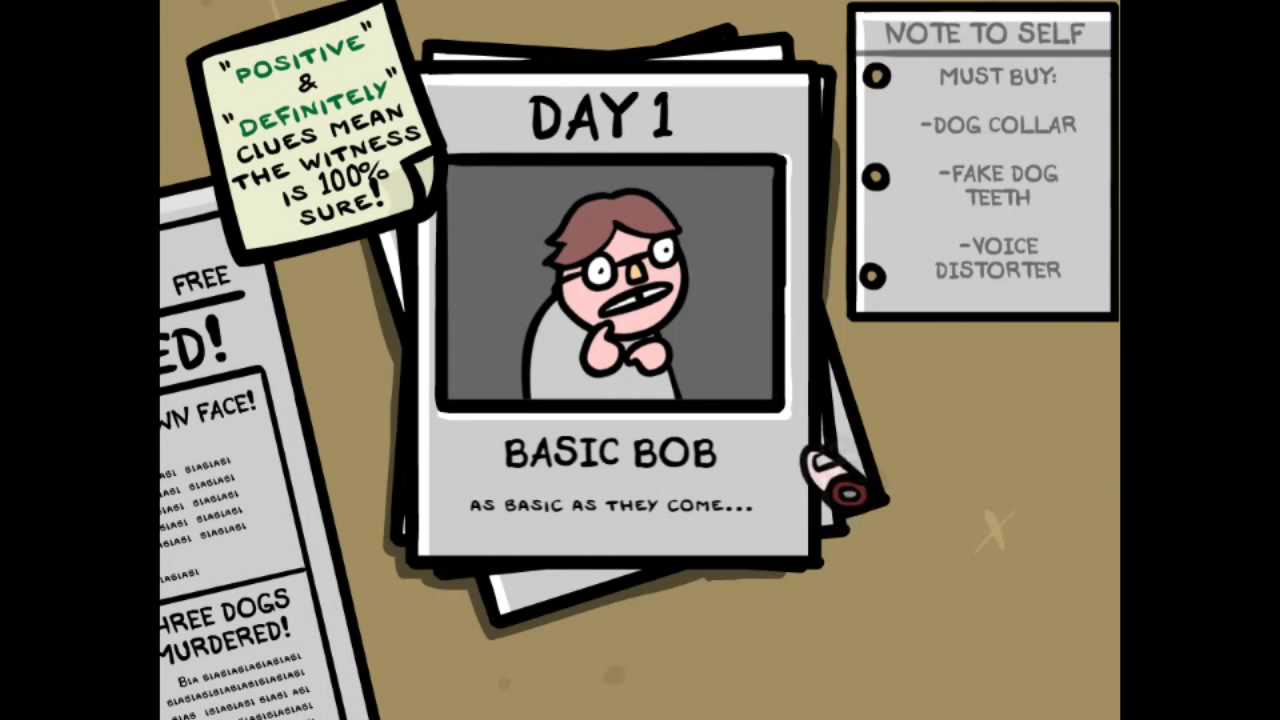 "POSITIVE"
&
"DEFINITELY"
CLUES MEAN
THE WITNESS
IS 100%
SURE!
DAY 1
BASIC BOB
AS BASIC AS THEY COME...
NOTE TO SELF
MUST BUY:
-DOG COLLAR
-FAKE DOG
TEETH
-VOICE
DISTORTER
FREE
ED!
WN FACE!
HREE DOGS
MURDERED!